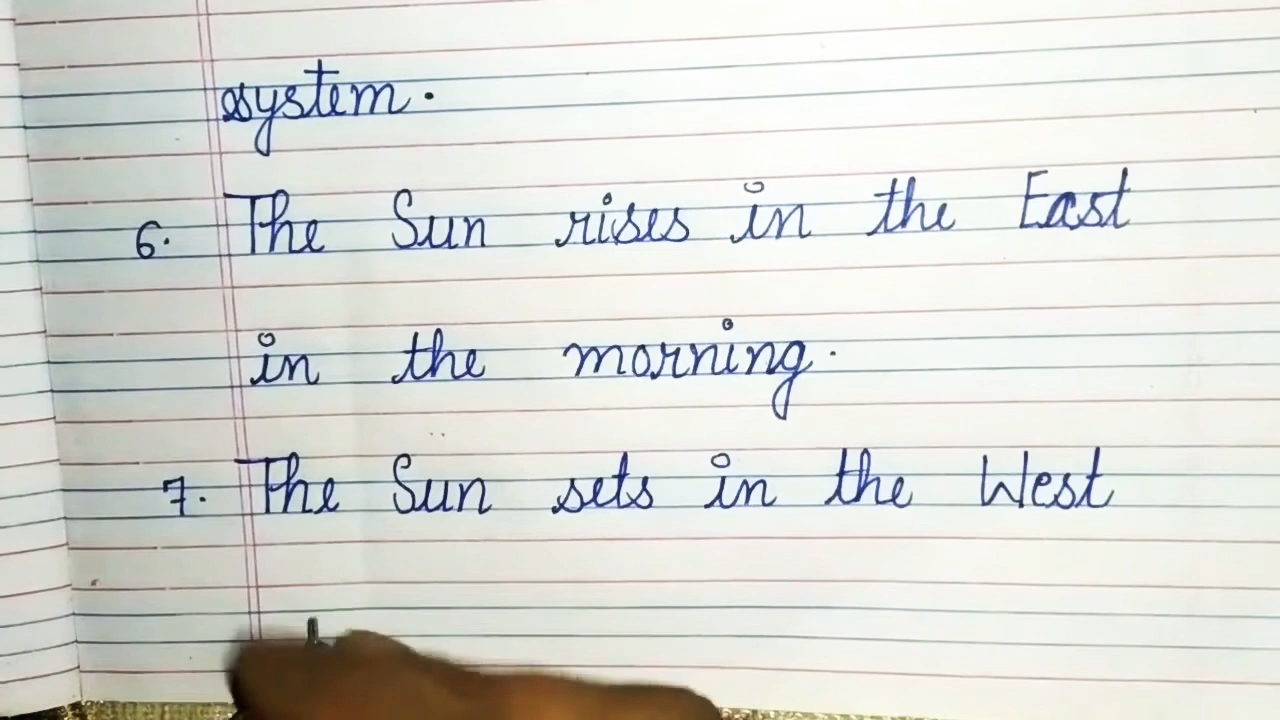 system.
6. The Sun rises in the East
in the morning.
7. The Sun sets in the West